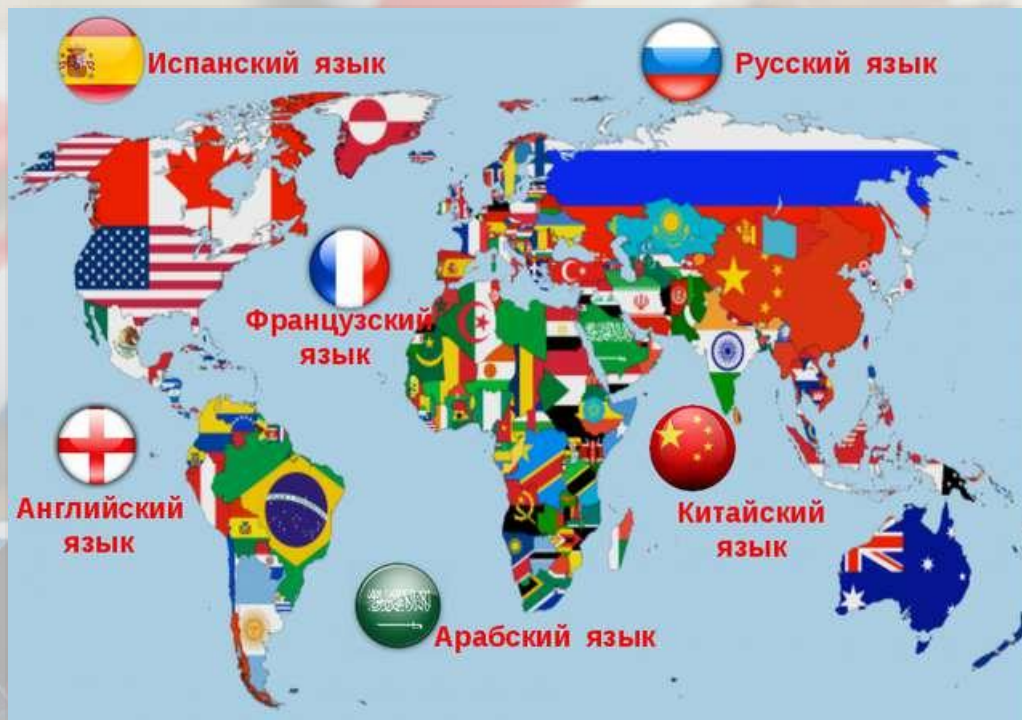 Испанский язык
Русский язык
Французский
язык
Английский
язык
Китайский
язык
Арабский язык